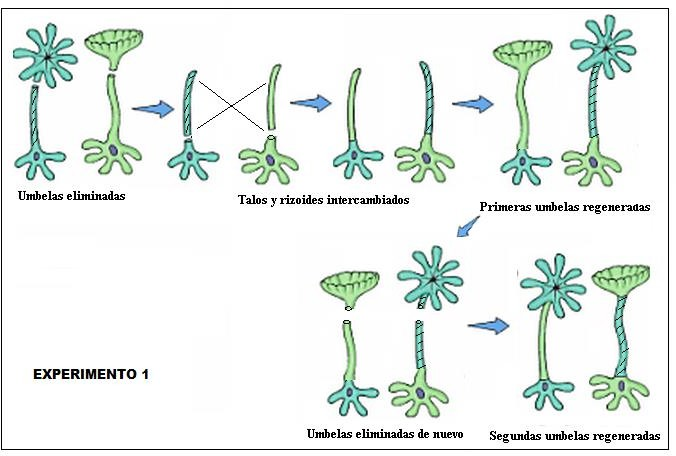 Umbelas eliminadas
Talos y rizoides intercambiados
Primeras umbelas regeneradas
EXPERIMENTO 1
Umbelas eliminadas de nuevo
Segundas umbelas regeneradas